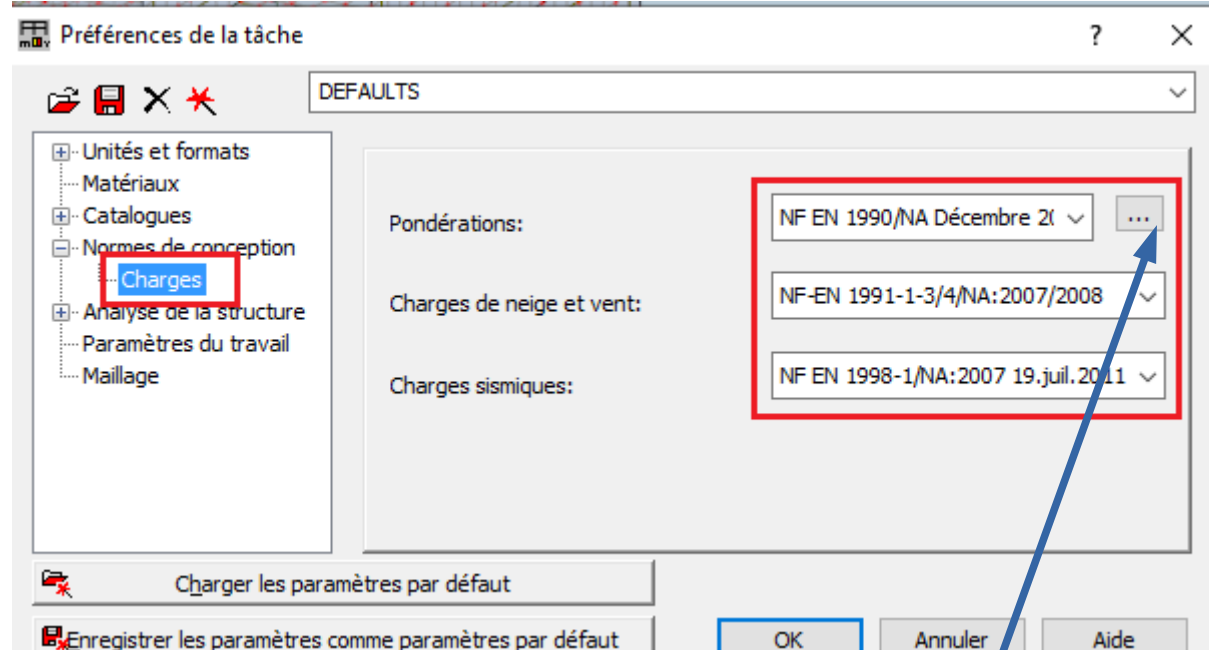 Préférences de la tâche
?
DEFAULTS
Unités et formats
Matériaux
Catalogues
Normes de conception
Charges
Analyse de la structure
Paramètres du travail
Maillage
Pondérations:
NF EN 1990/NA Décembre 20
...
Charges de neige et vent:
NF-EN 1991-1-3/4/NA:2007/2008
Charges sismiques:
NF EN 1998-1/NA:2007 19.juil.2011
Charger les paramètres par défaut
Enregistrer les paramètres comme paramètres par défaut
OK
Annuler
Aide